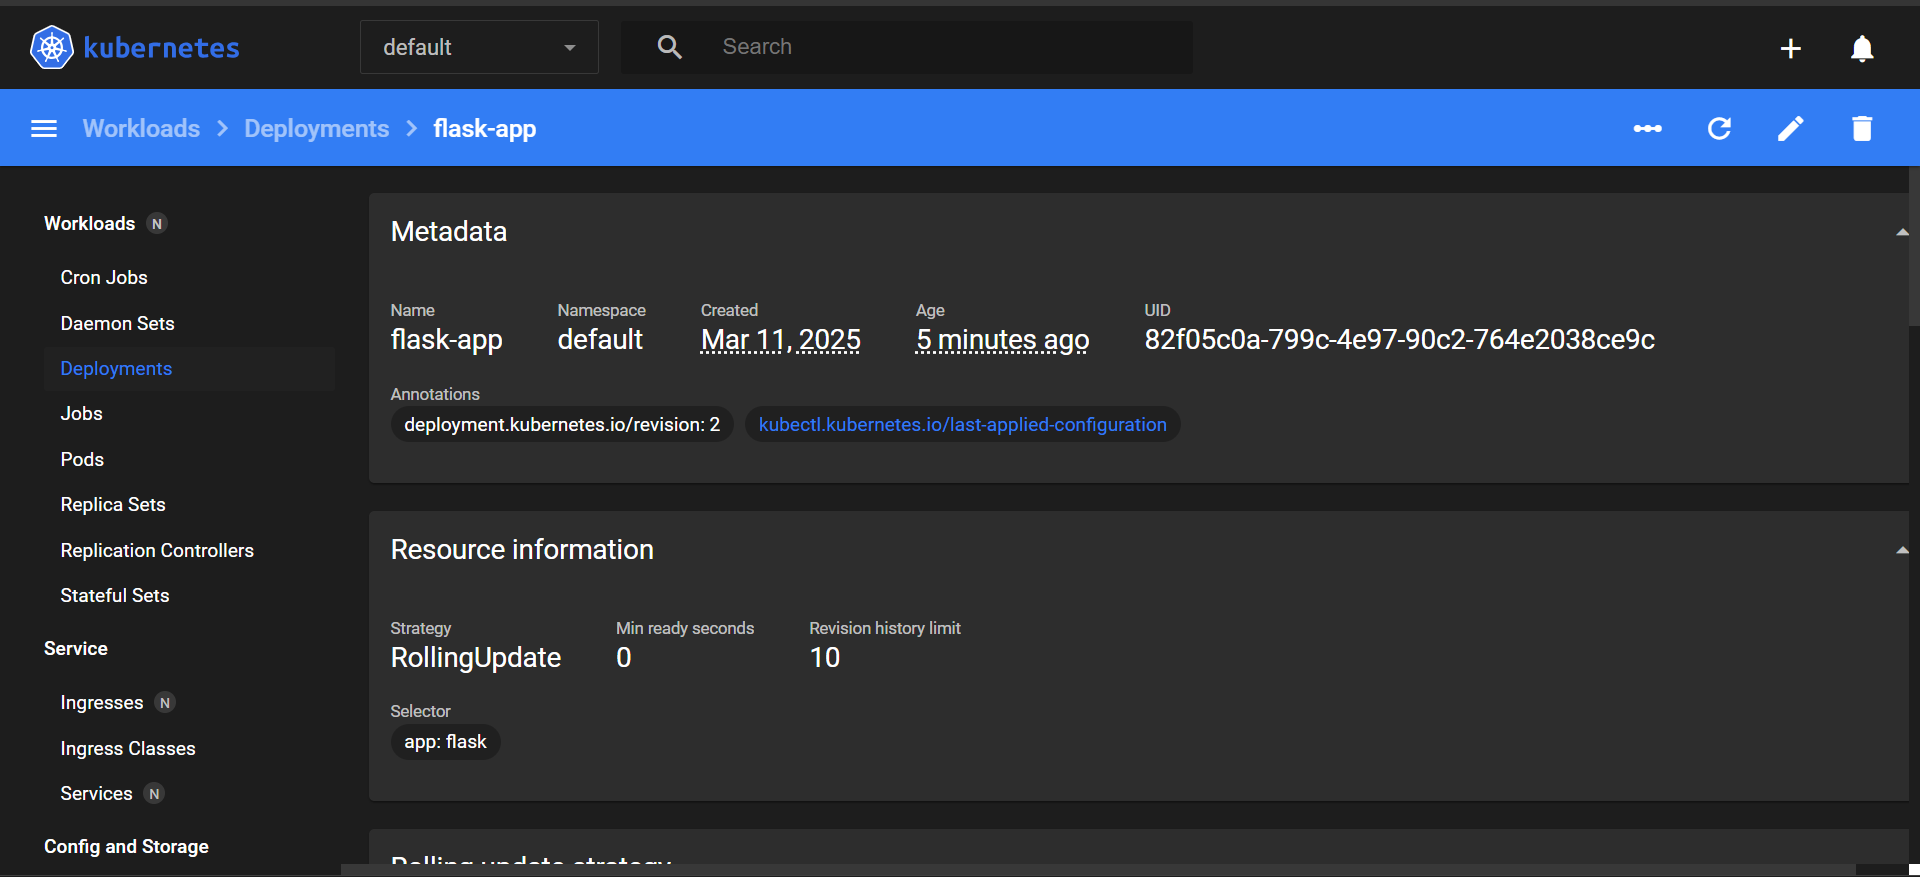 kubernetes
default
Search
Workloads
Deployments
flask-app
Workloads N
Cron Jobs
Daemon Sets
Deployments
Jobs
Pods
Replica Sets
Replication Controllers
Stateful Sets
Service
Ingresses N
Ingress Classes
Services N
Config and Storage
Metadata
Name
flask-app
Namespace
default
Created
Mar 11, 2025
Age
5 minutes ago
UID
82f05c0a-799c-4e97-90c2-764e2038ce9c
Annotations
deployment.kubernetes.io/revision: 2
kubectl.kubernetes.io/last-applied-configuration
Resource information
Strategy
RollingUpdate
Min ready seconds
0
Revision history limit
10
Selector
app: flask
Rolling update strategy